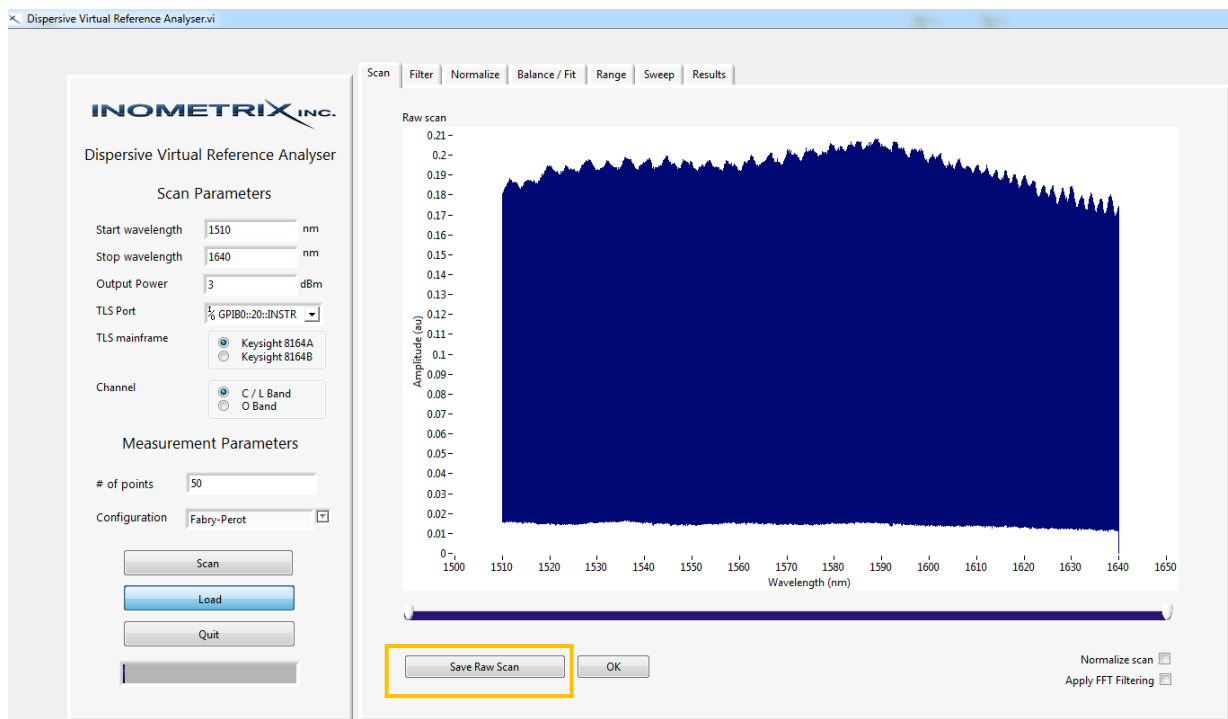 Dispersive Virtual Reference Analyser.vi
Scan Filter Normalize Balance / Fit Range Sweep Results
INOMETRIX INC.
Dispersive Virtual Reference Analyser
Scan Parameters
Start wavelength 1510 nm
Stop wavelength 1640 nm
Output Power 3 dBm
TLS Port I/O GPIB0::20::INSTR
TLS mainframe
Keysight 8164A
Keysight 8164B
Channel
C / L Band
O Band
Measurement Parameters
# of points 50
Configuration Fabry-Perot
Scan
Load
Quit
Raw scan
0.21
0.2
0.19
0.18
0.17
0.16
0.15
0.14
0.13
0.12
0.11
0.1
0.09
0.08
0.07
0.06
0.05
0.04
0.03
0.02
0.01
0
Amplitude (au)
1500 1510 1520 1530 1540 1550 1560 1570 1580 1590 1600 1610 1620 1630 1640 1650
Wavelength (nm)
Save Raw Scan OK
Normalize scan
Apply FFT Filtering